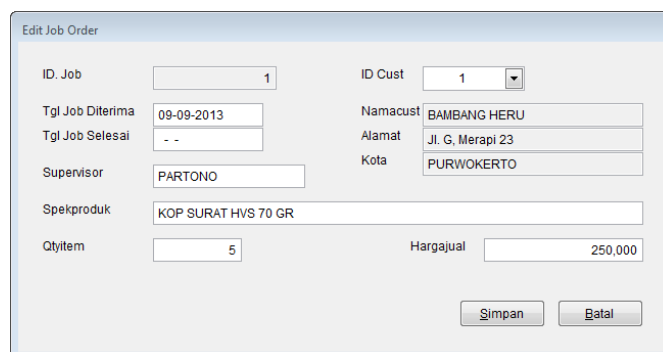 Edit Job Order
ID. Job 1 ID Cust 1
Tgl Job Diterima 09-09-2013 Namacust BAMBANG HERU
Tgl Job Selesai - - Alamat Jl. G, Merapi 23
Kota PURWOKERTO
Supervisor PARTONO
Spekproduk KOP SURAT HVS 70 GR
Qtyitem 5 Hargajual 250,000
Simpan Batal